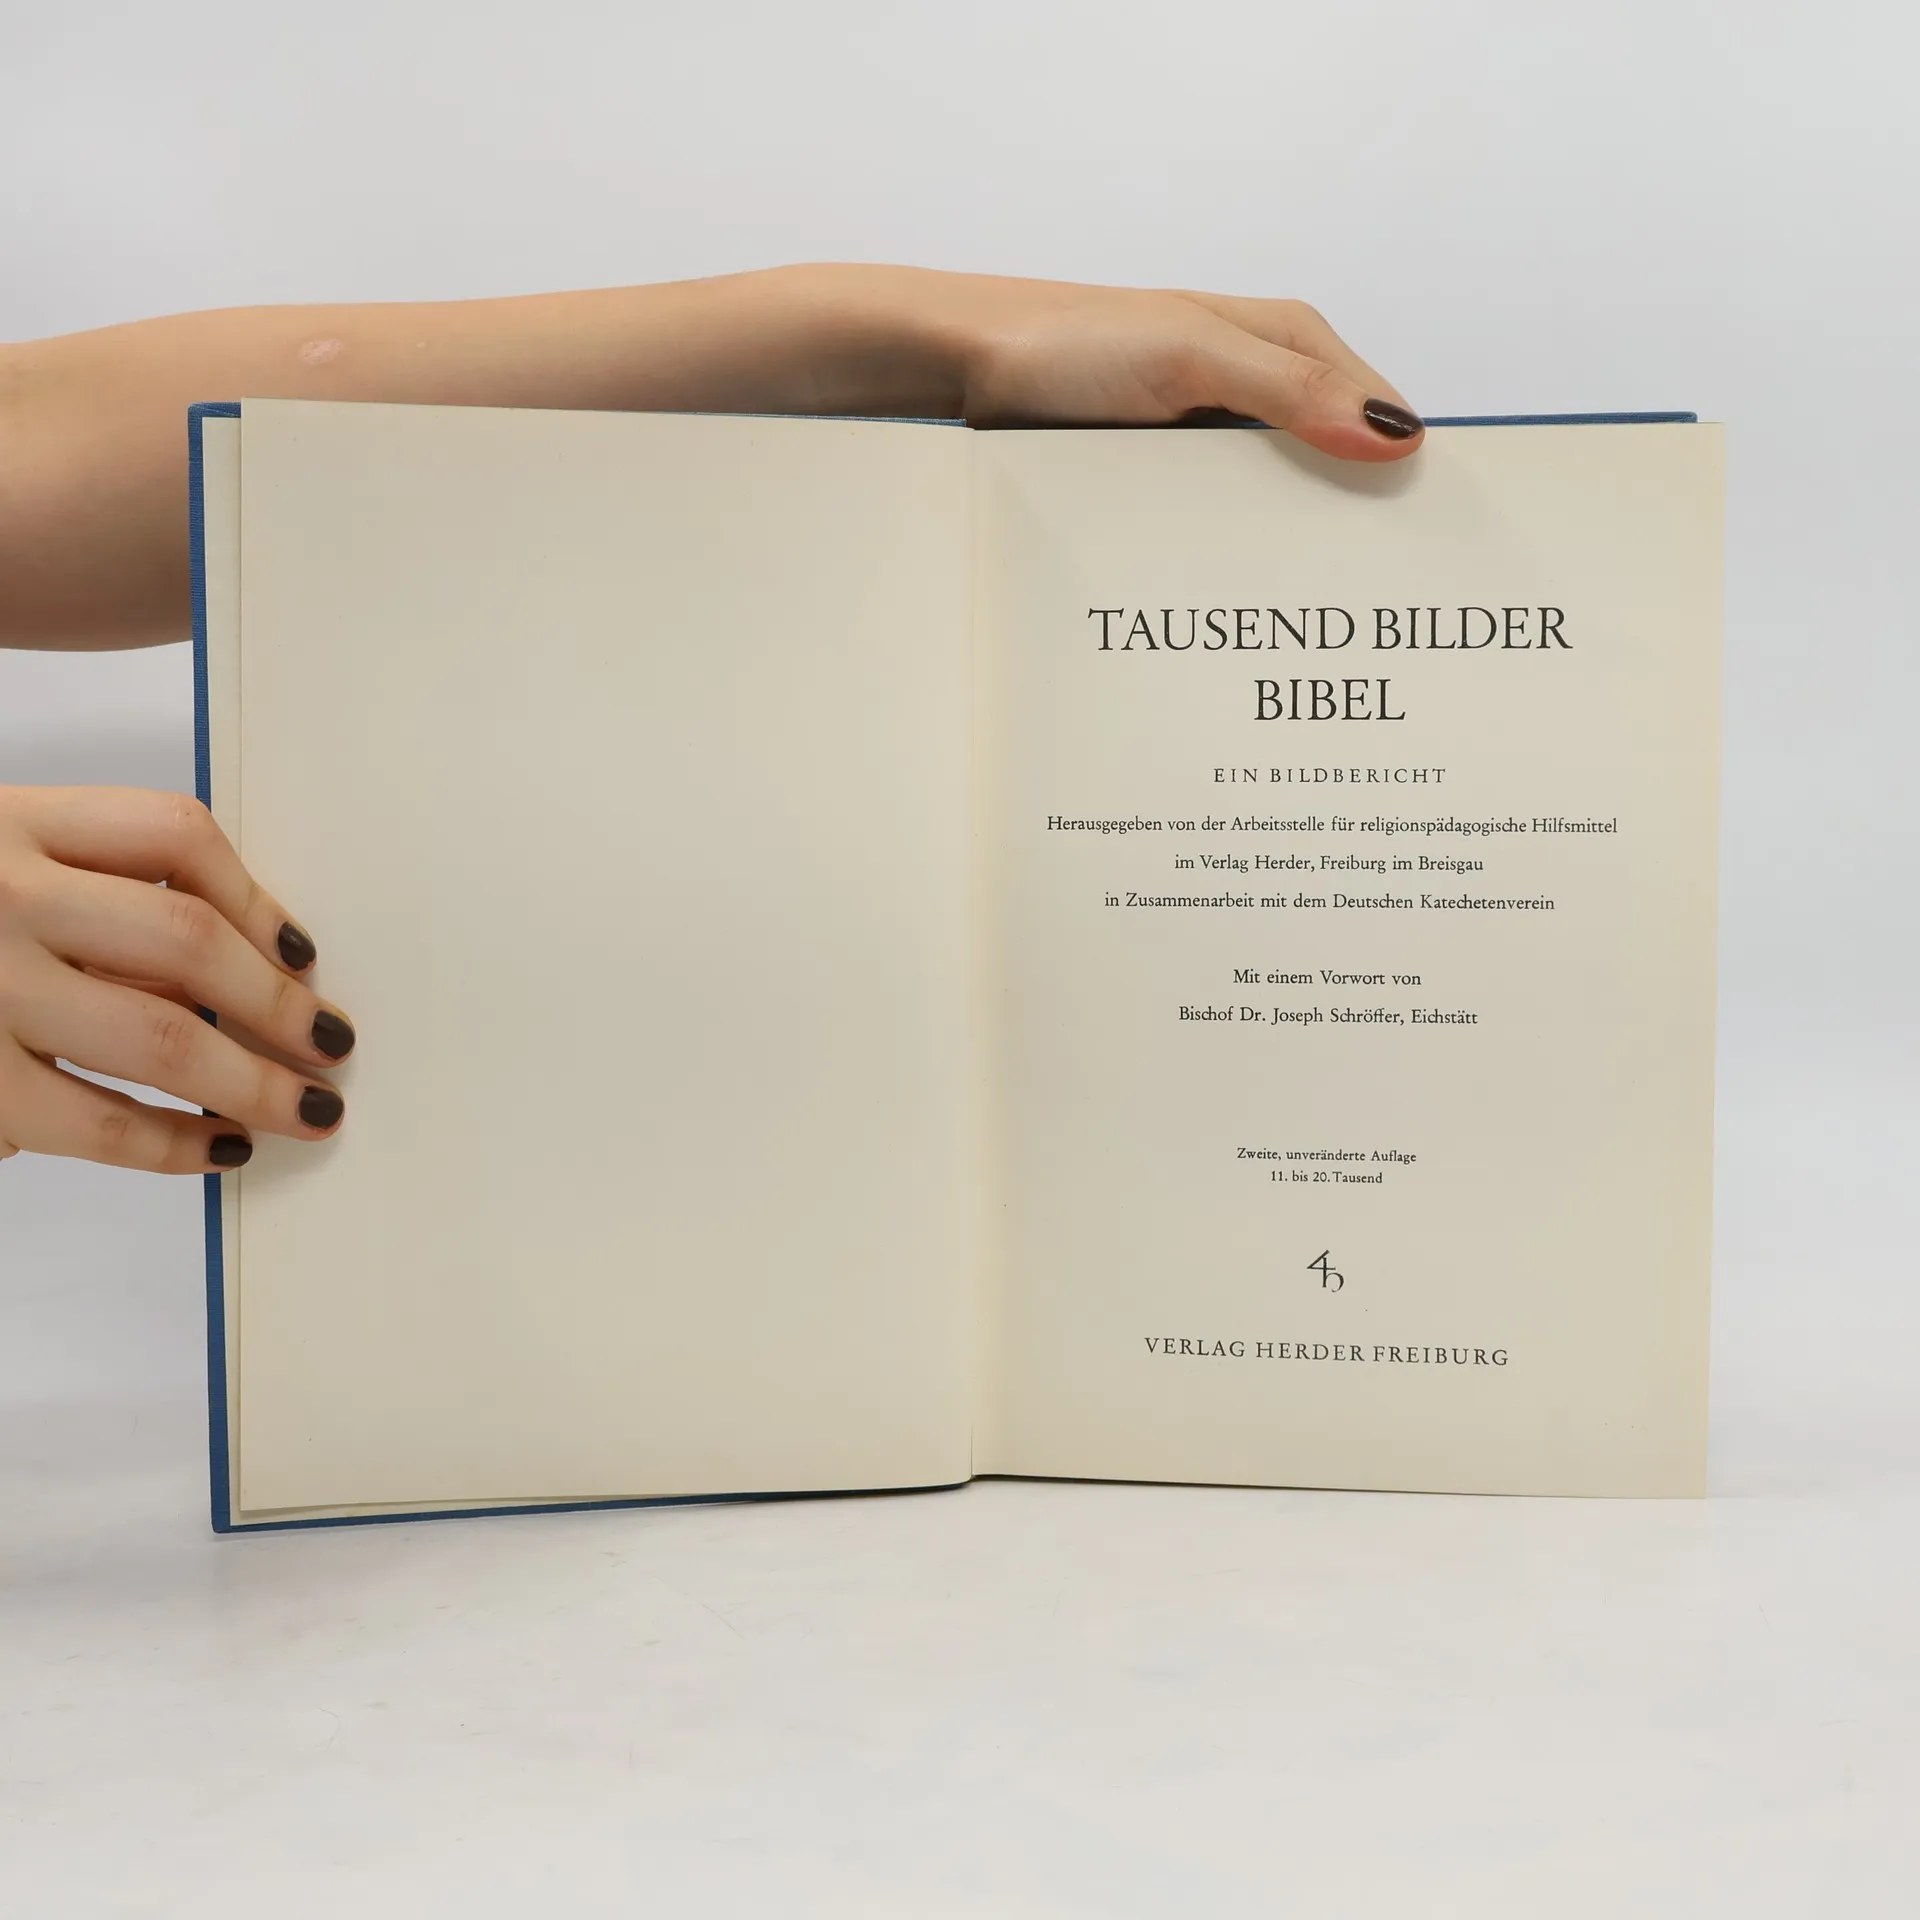 TAUSEND BILDER
BIBEL
EIN BILDBERICHT
Herausgegeben von der Arbeitsstelle für religionspädagogische Hilfsmittel
im Verlag Herder, Freiburg im Breisgau
in Zusammenarbeit mit dem Deutschen Katechetenverein
Mit einem Vorwort von
Bischof Dr. Joseph Schröffer, Eichstätt
Zweite, unveränderte Auflage
11. bis 20. Tausend
VERLAG HERDER FREIBURG